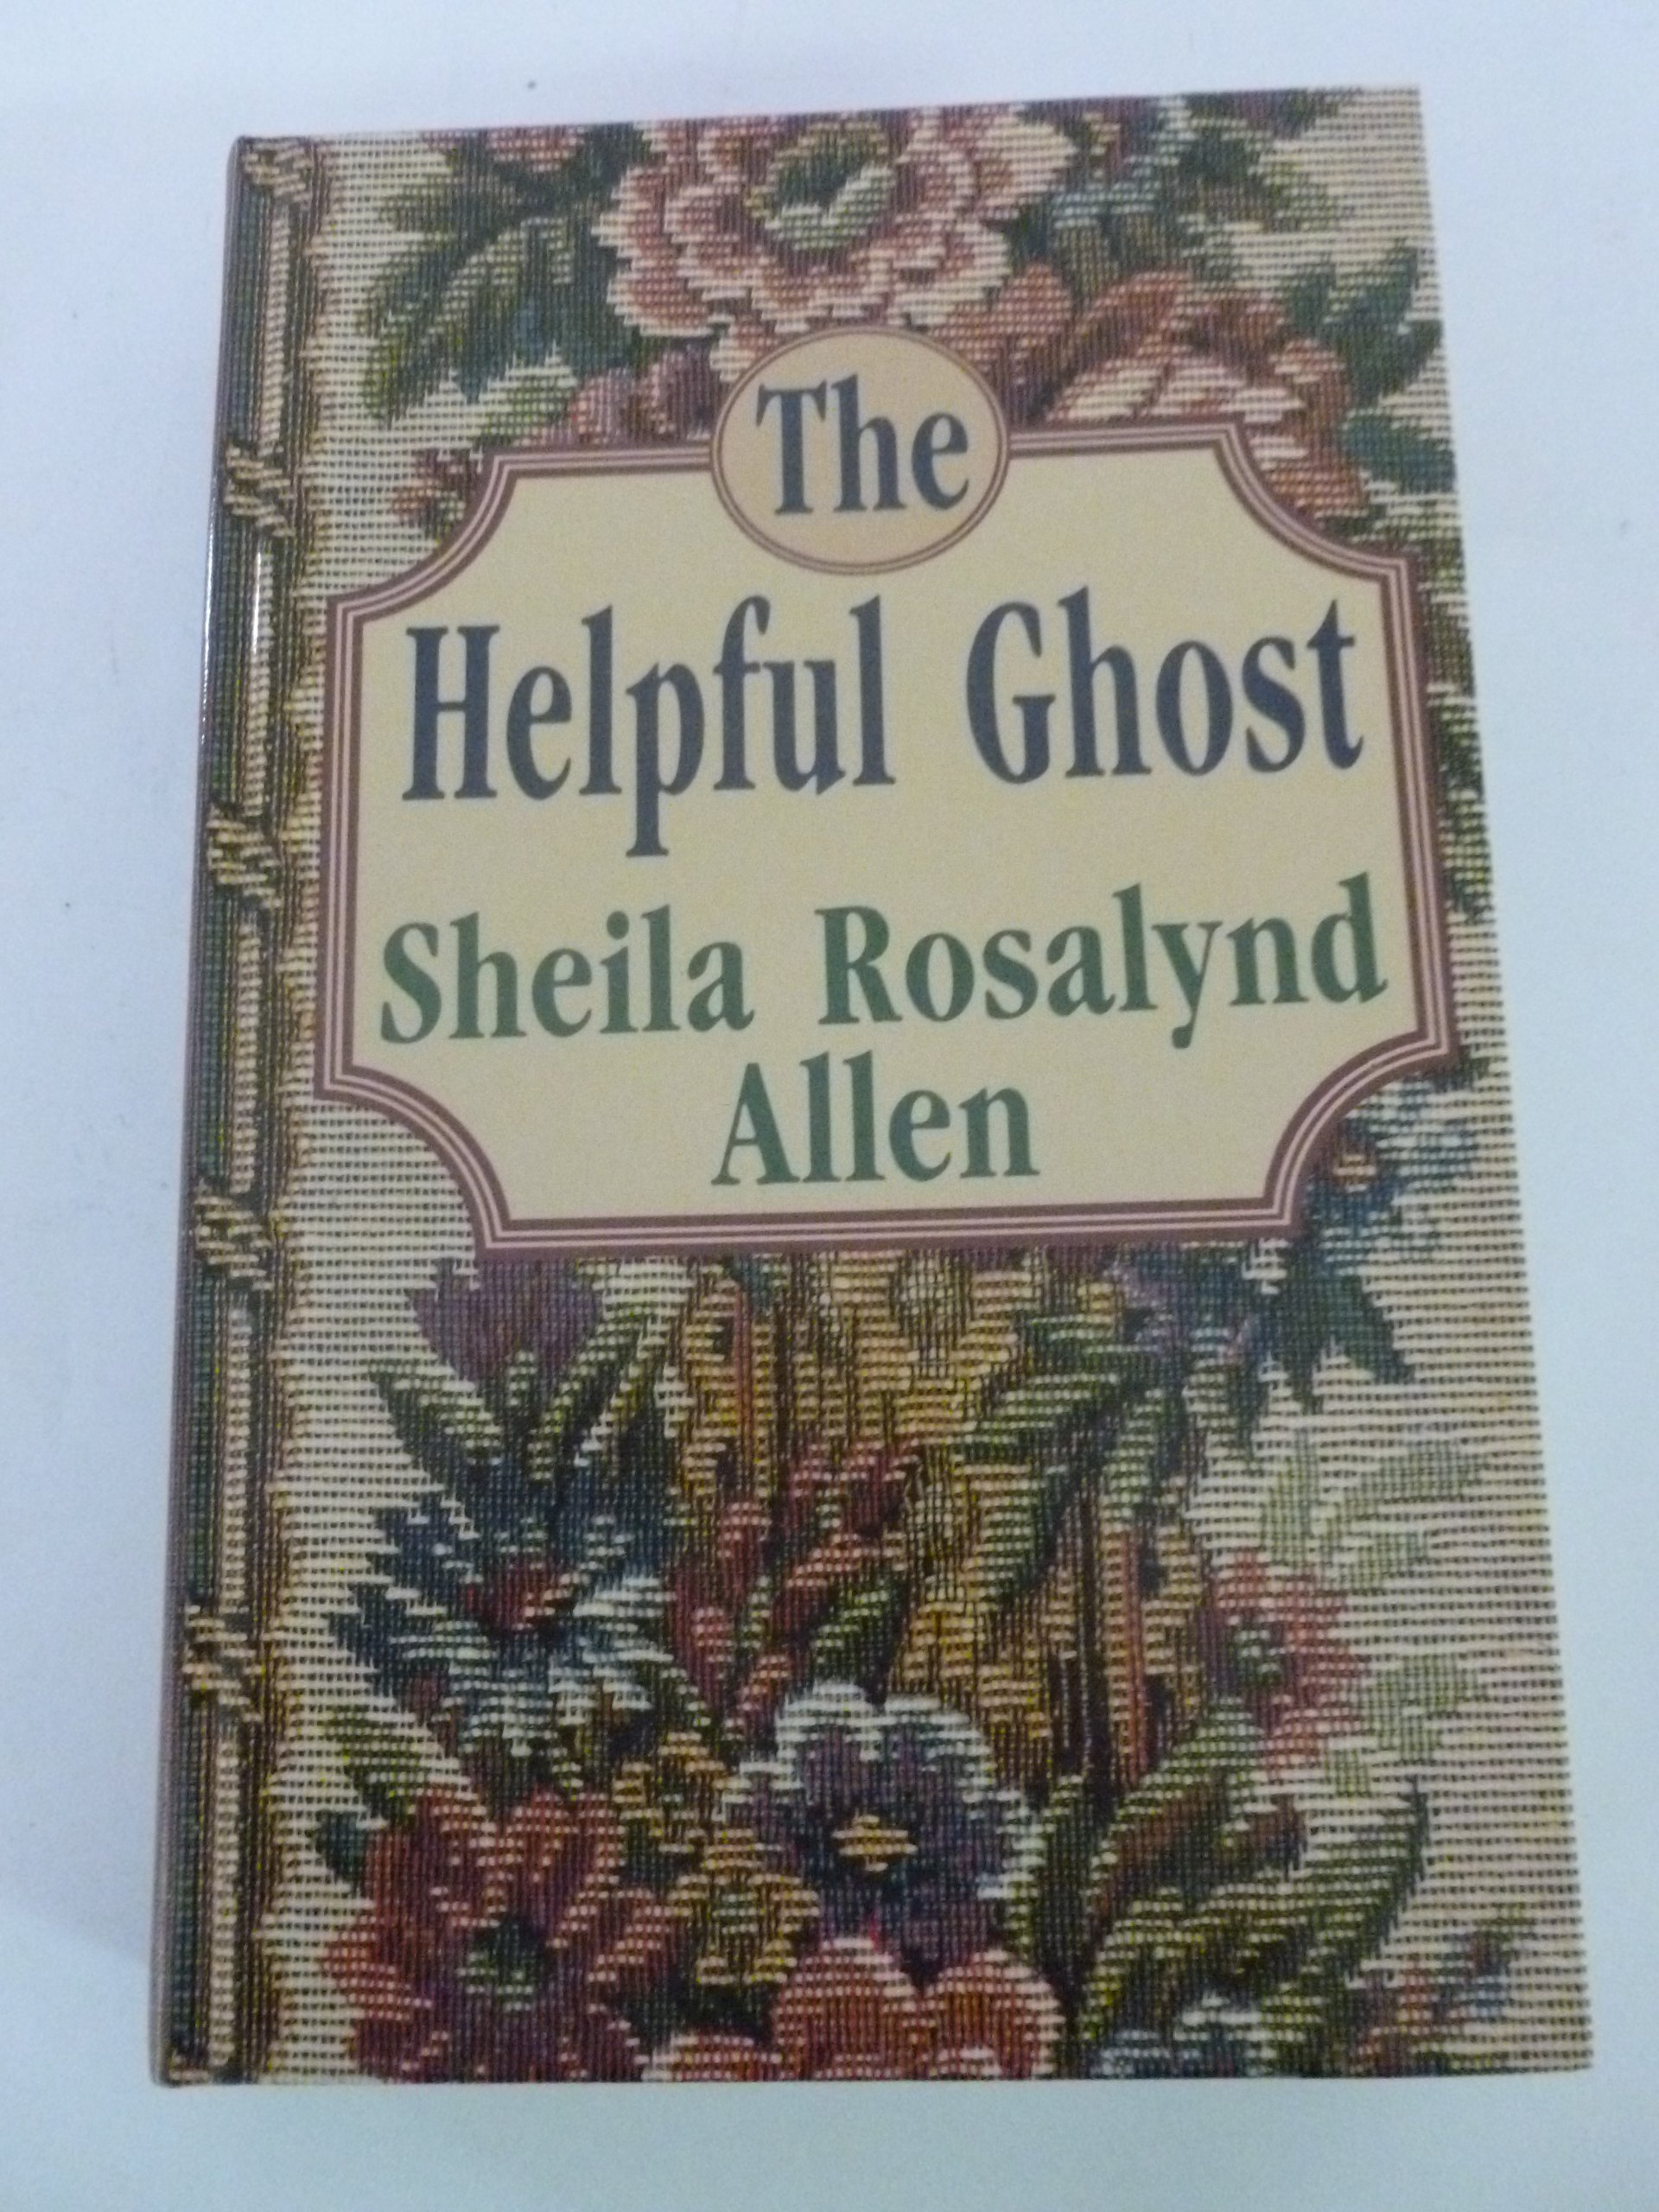 The
Helpful Ghost
Sheila Rosalynd
Allen